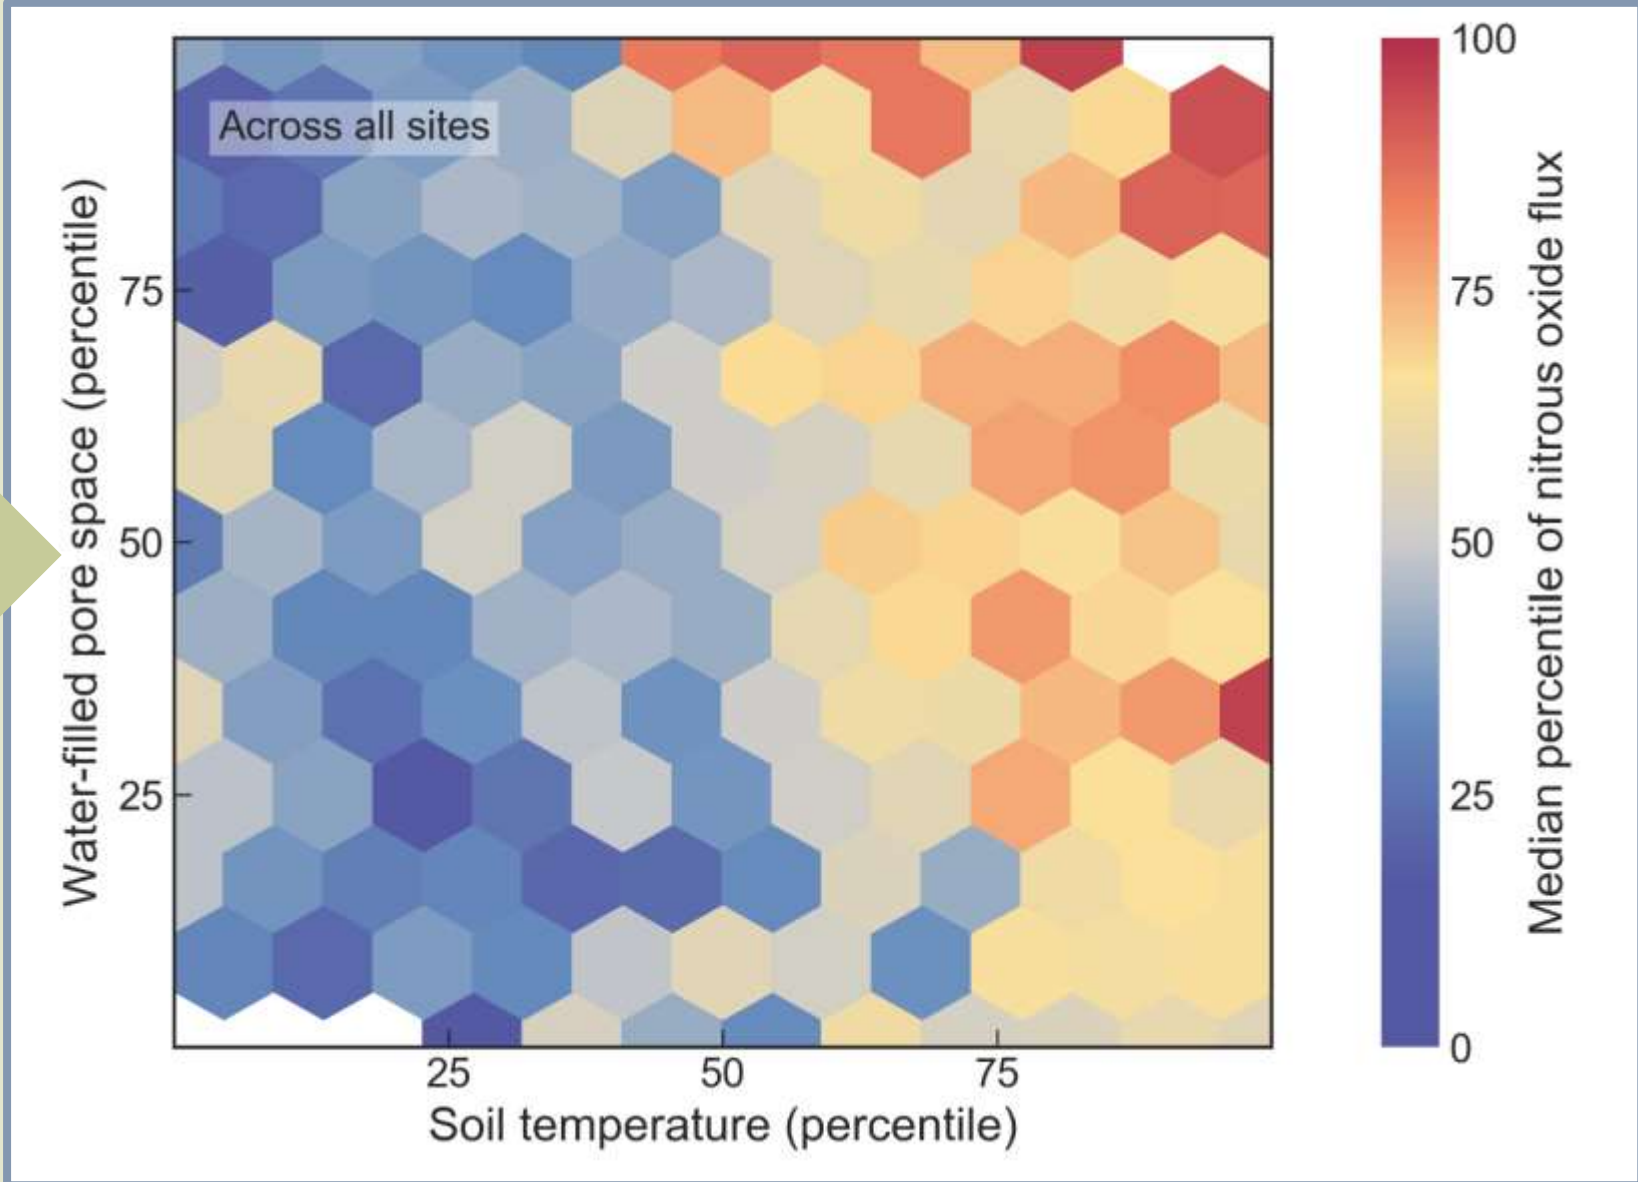 Across all sites
Water-filled pore space (percentile)
75
50
25
25
50
75
Soil temperature (percentile)
100
75
50
25
0
Median percentile of nitrous oxide flux